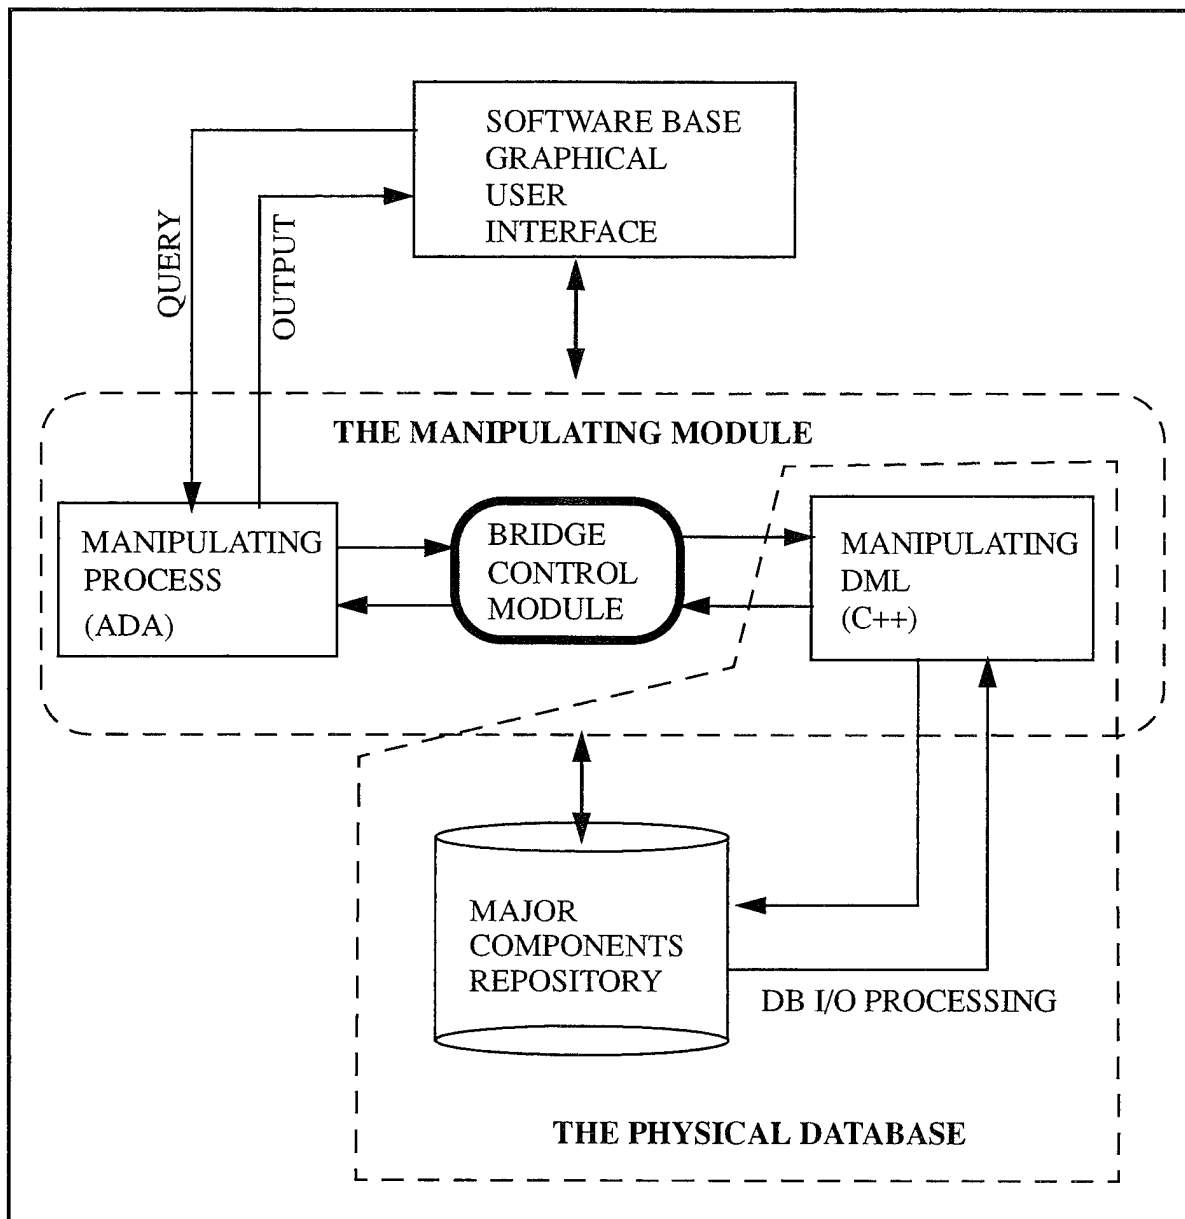 SOFTWARE BASE
GRAPHICAL
USER
INTERFACE
QUERY
OUTPUT
THE MANIPULATING MODULE
MANIPULATING
PROCESS
(ADA)
BRIDGE
CONTROL
MODULE
MANIPULATING
DML
(C++)
MAJOR
COMPONENTS
REPOSITORY
DB I/O PROCESSING
THE PHYSICAL DATABASE